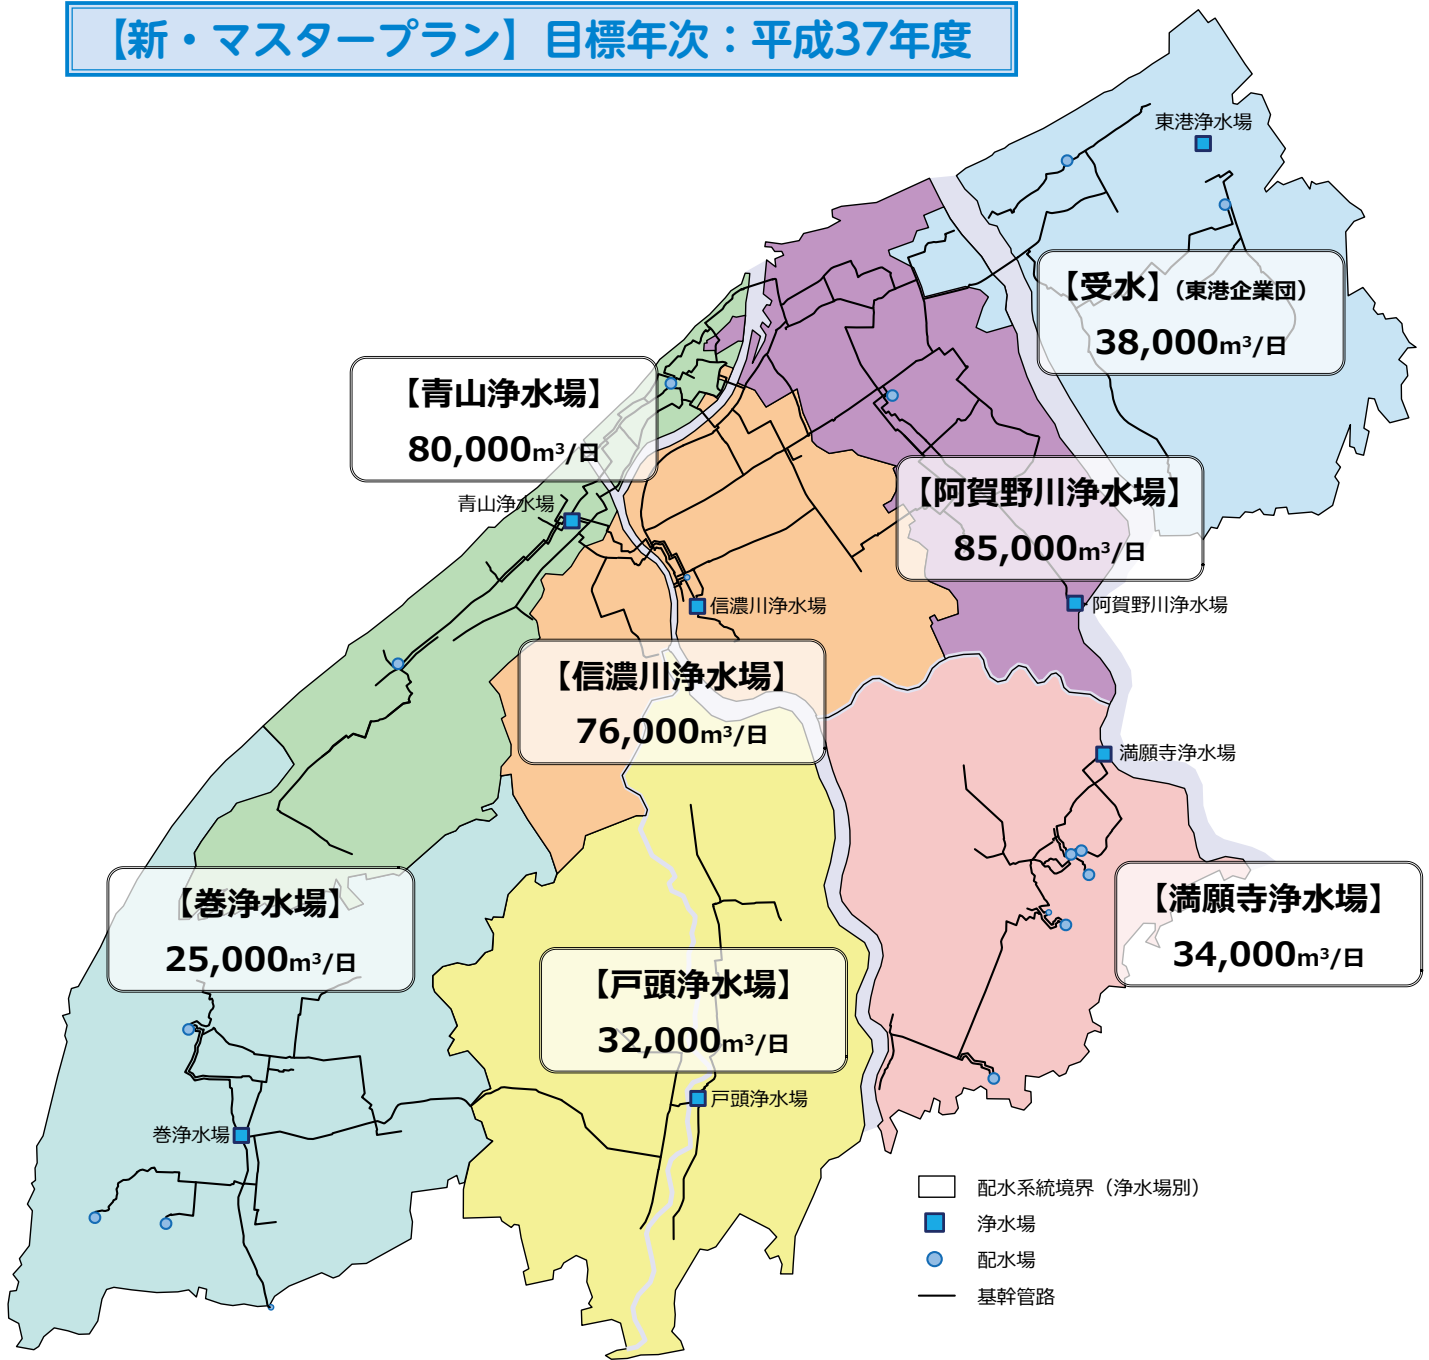 【新・マスタープラン】目標年次：平成37年度
東港浄水場
【受水】（東港企業団）
38,000m³/日
【青山浄水場】
80,000m³/日
青山浄水場
【阿賀野川浄水場】
85,000m³/日
阿賀野川浄水場
信濃川浄水場
【信濃川浄水場】
76,000m³/日
満願寺浄水場
【満願寺浄水場】
34,000m³/日
【巻浄水場】
25,000m³/日
【戸頭浄水場】
32,000m³/日
戸頭浄水場
巻浄水場
配水系統境界（浄水場別）
浄水場
配水場
基幹管路